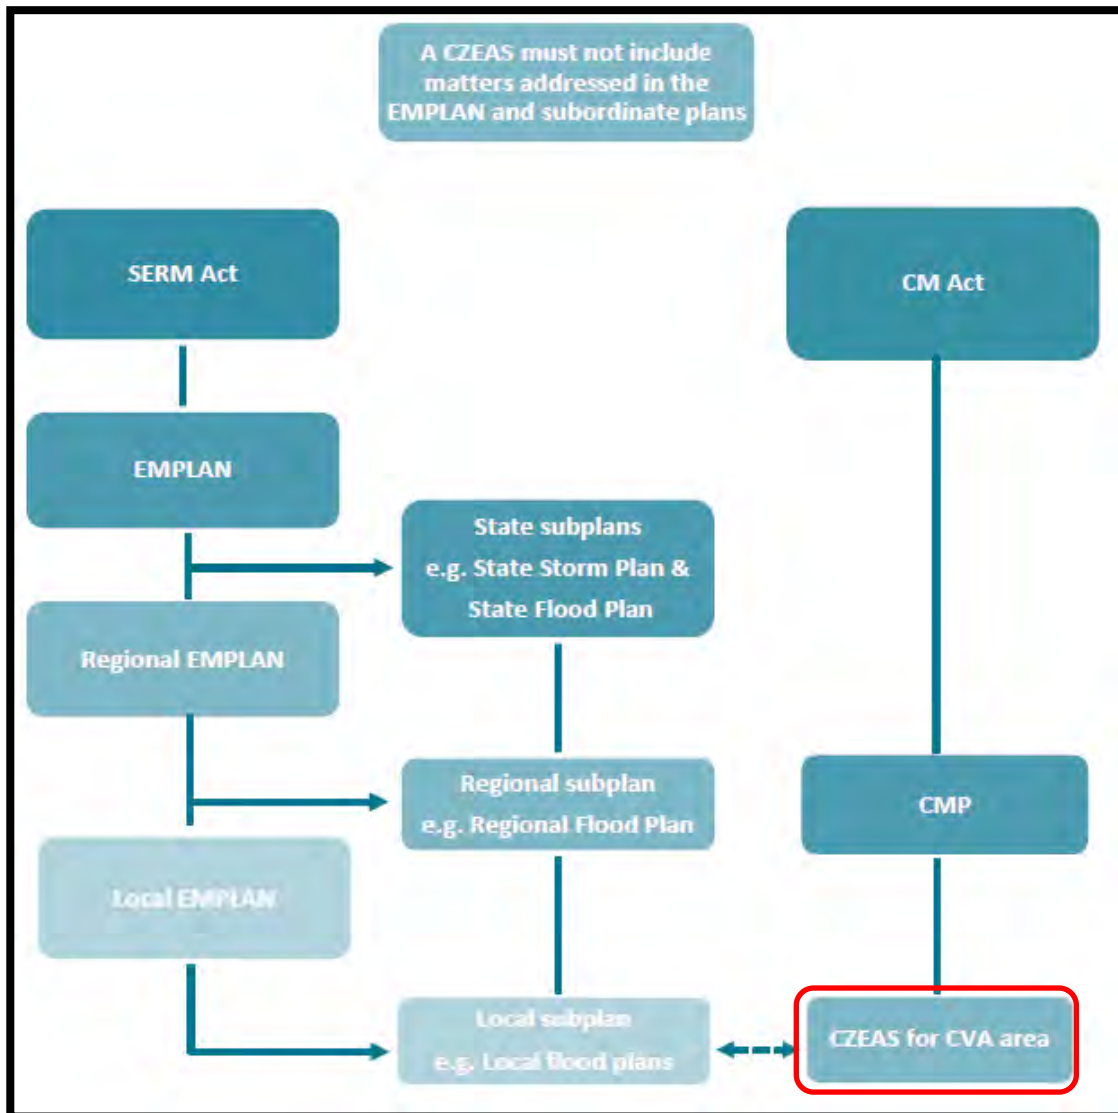 A CZEAS must not include
matters addressed in the
EMPLAN and subordinate plans
SERM Act
CM Act
EMPLAN
State subplans
e.g. State Storm Plan &
State Flood Plan
Regional EMPLAN
Regional subplan
e.g. Regional Flood Plan
CMP
Local EMPLAN
Local subplan
e.g. Local flood plans
CZEAS for CVA area